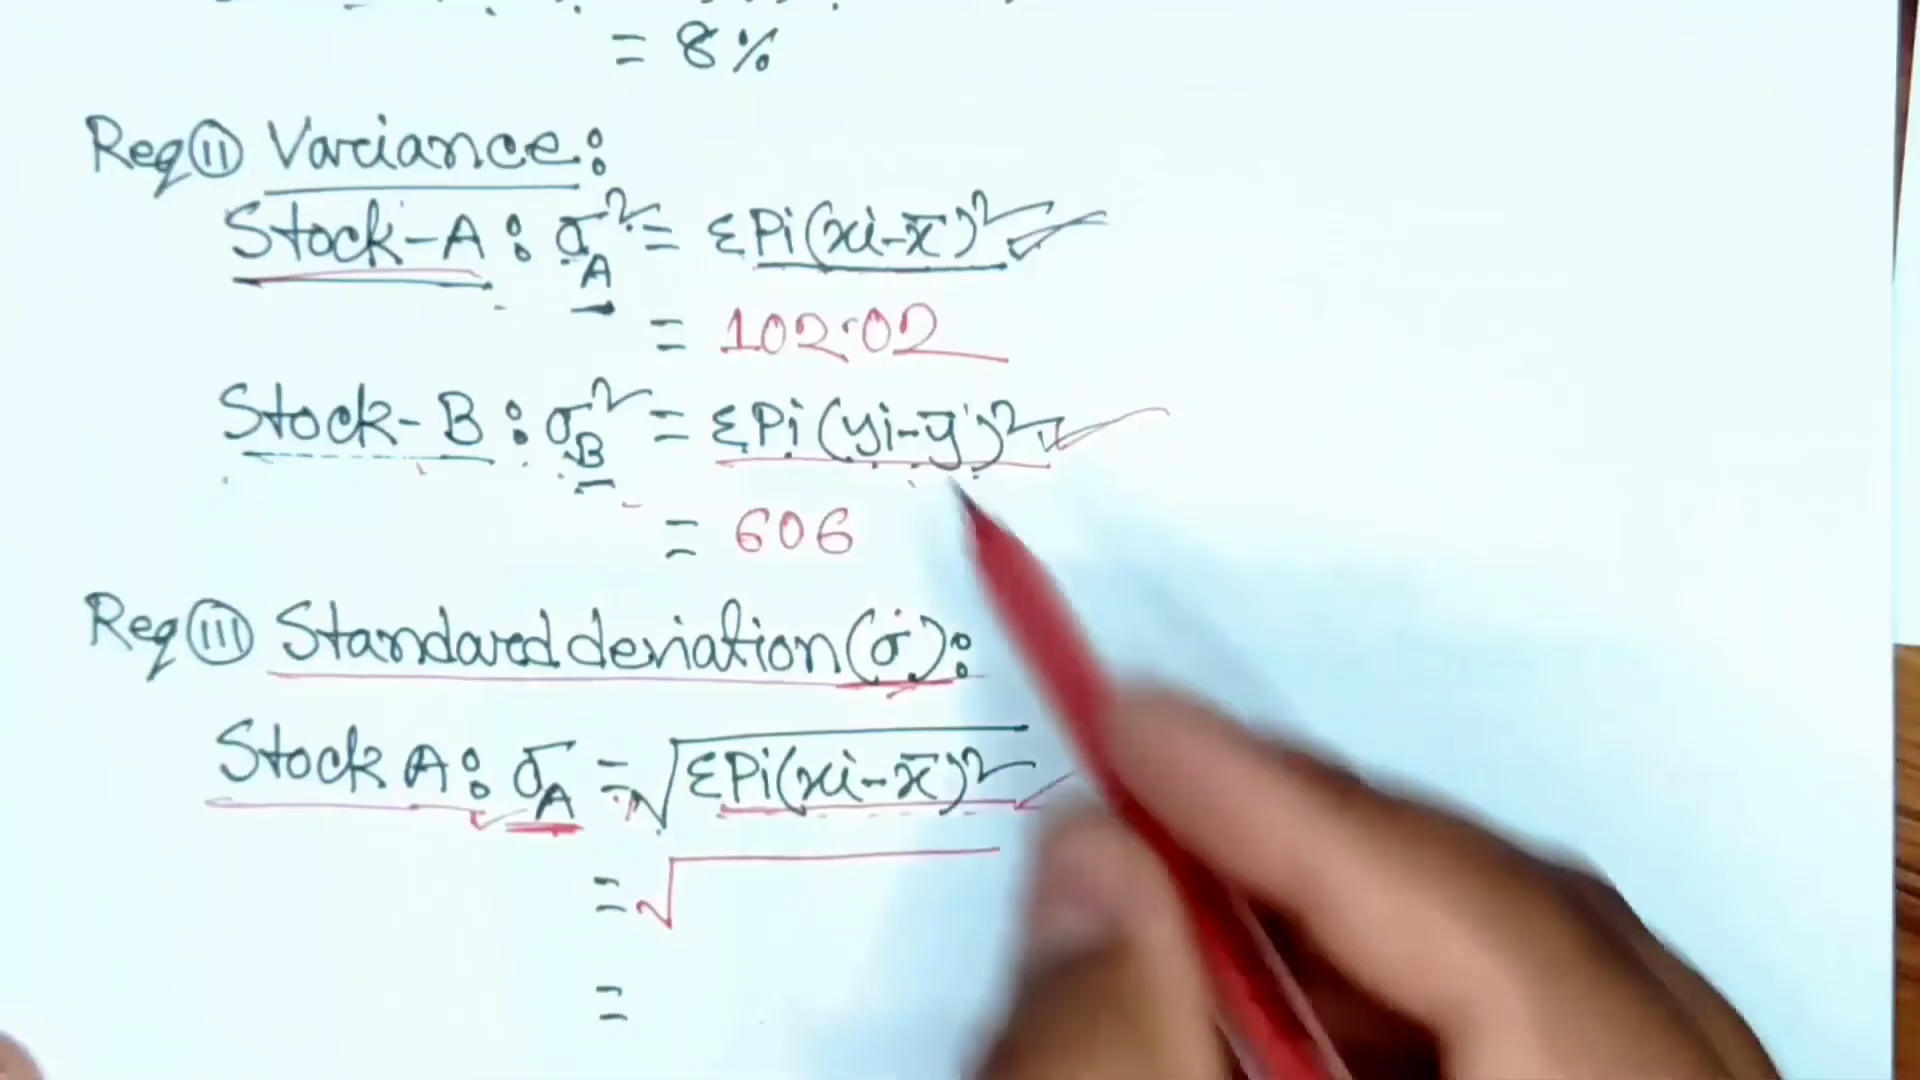 = 8%
Req (ii) Variance:
Stock-A : σ²A = ΣPi(xi-x̄)²
= 102.02
Stock-B : σ²B = ΣPi(yi-ȳ)²
= 606
Req (iii) Standard deviation (σ):
Stock A: σA = √ΣPi(xi-x̄)²
= √
=